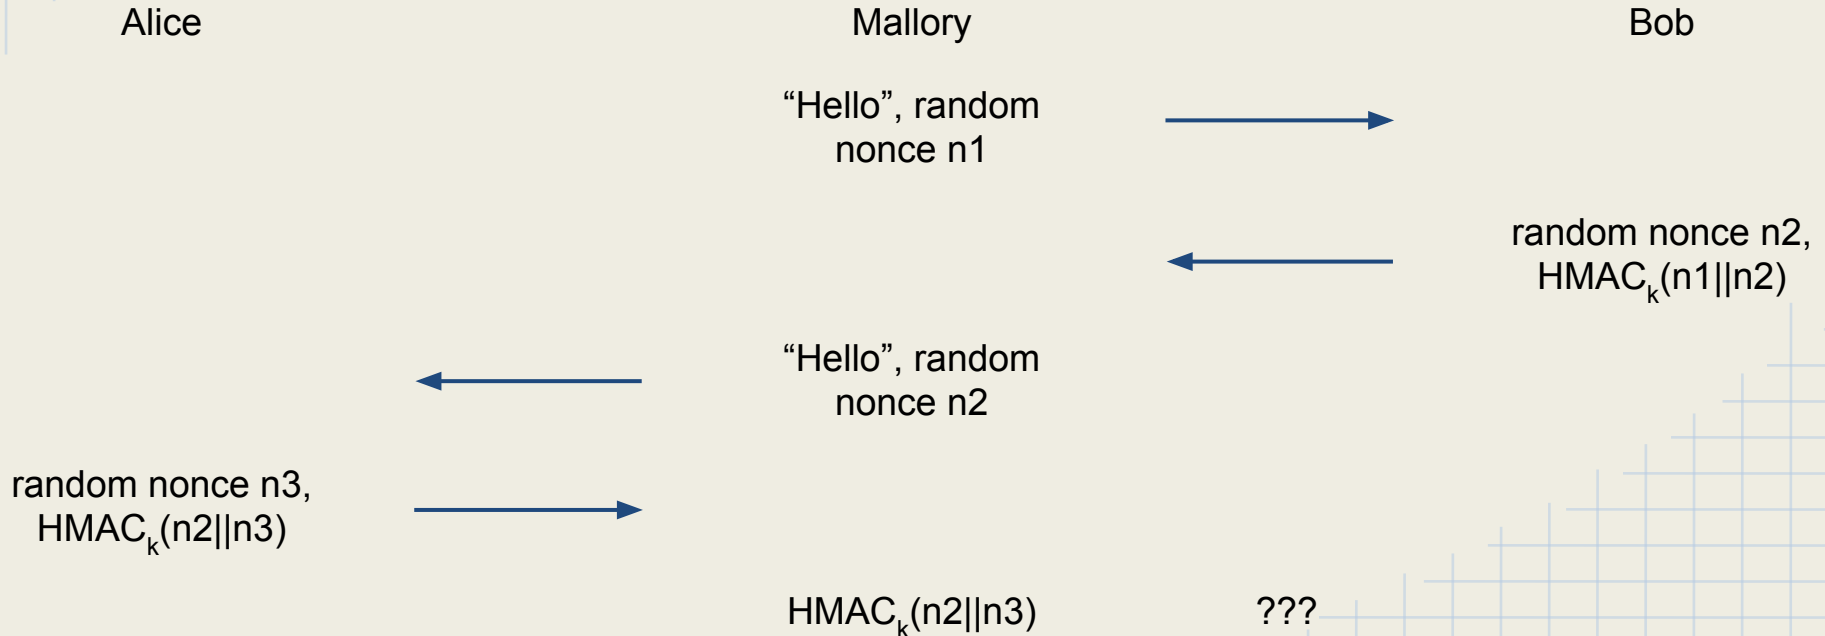 Alice Mallory Bob
“Hello”, random
nonce n1
random nonce n2,
HMACk(n1||n2)
“Hello”, random
nonce n2
random nonce n3,
HMACk(n2||n3)
HMACk(n2||n3) ???